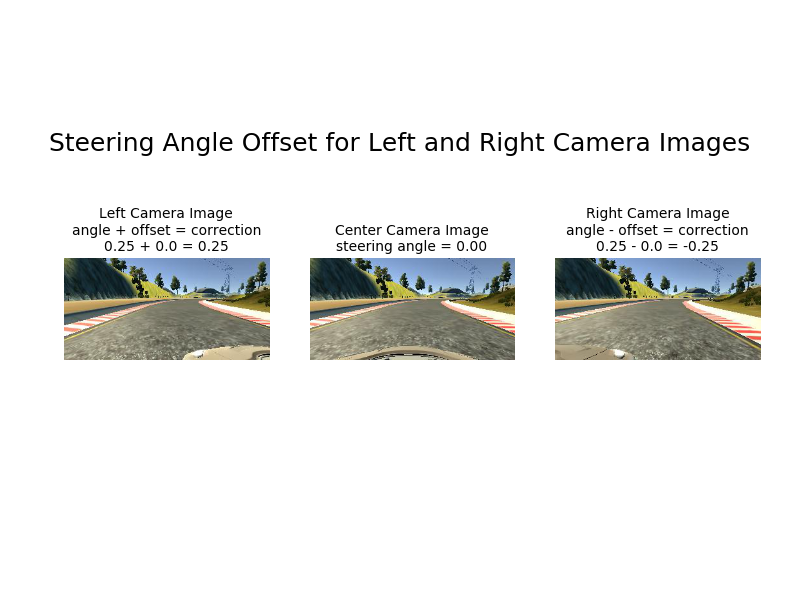 Steering Angle Offset for Left and Right Camera Images
Left Camera Image
angle + offset = correction
0.25 + 0.0 = 0.25
Center Camera Image
steering angle = 0.00
Right Camera Image
angle - offset = correction
0.25 - 0.0 = -0.25